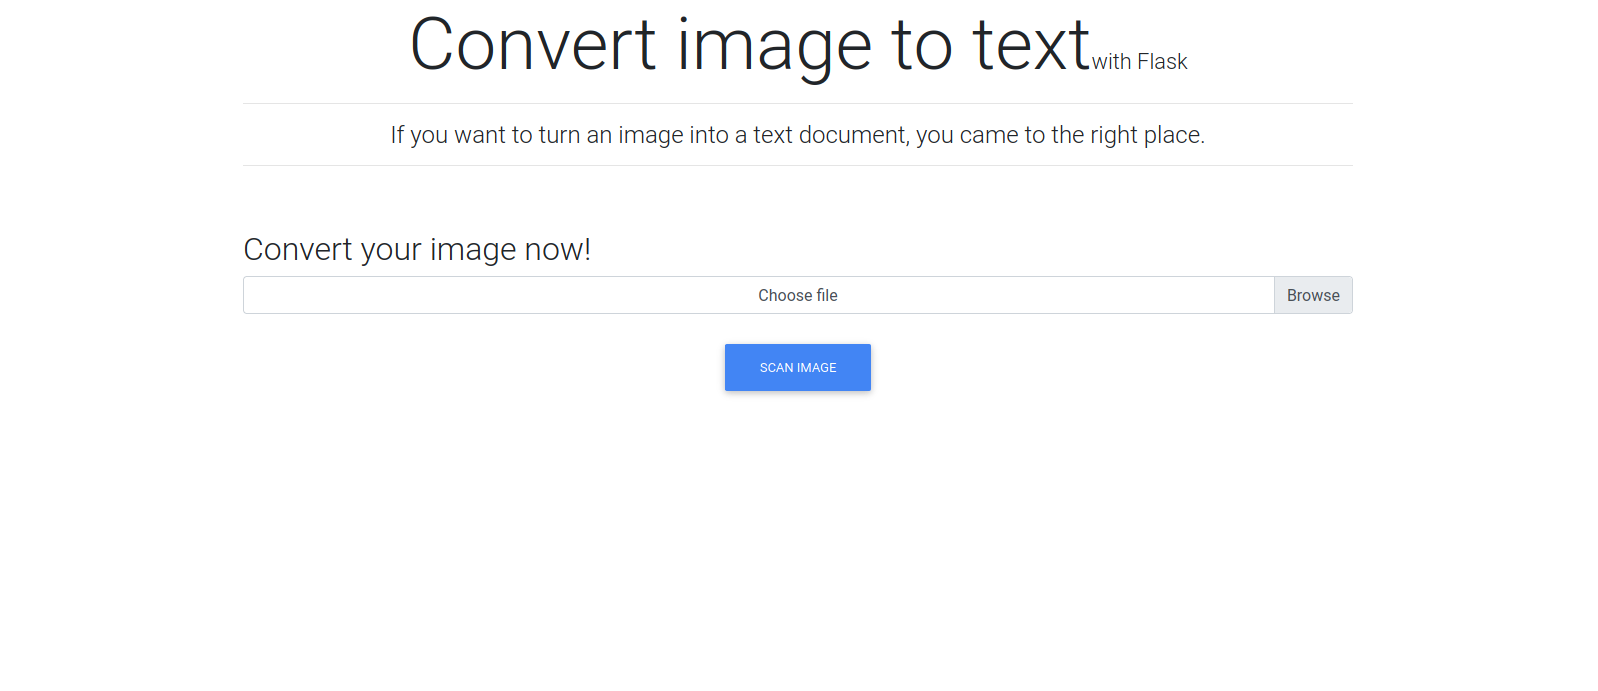 Convert image to text with Flask
If you want to turn an image into a text document, you came to the right place.
Convert your image now!
Choose file Browse
SCAN IMAGE